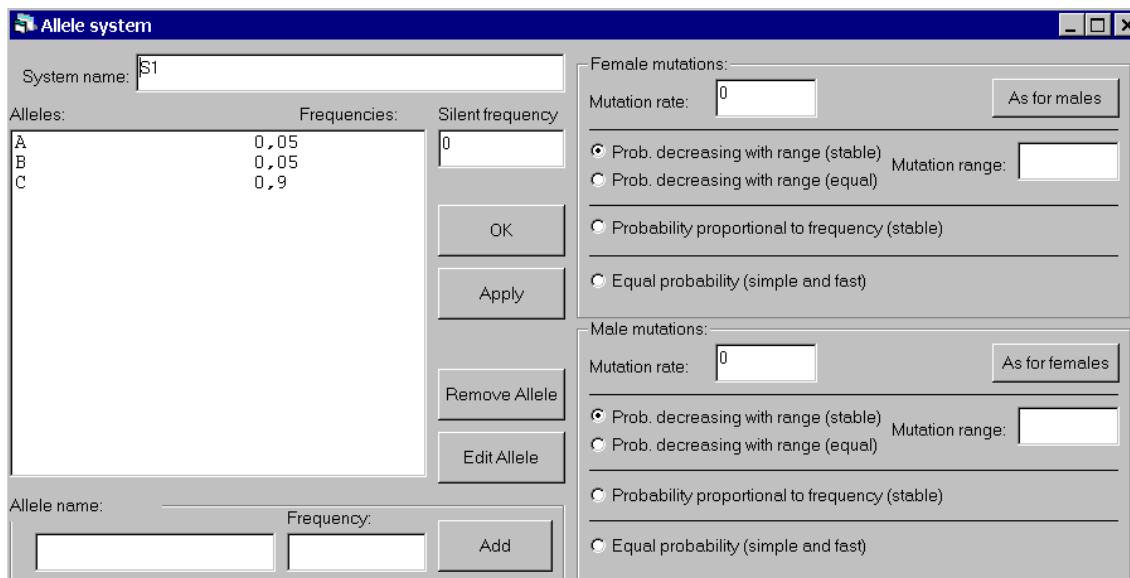 Allele system
System name: S1
Alleles: Frequencies: Silent frequency
A 0,05
B 0,05
C 0,9
0
OK
Apply
Remove Allele
Edit Allele
Allele name:
Frequency:
Add
Female mutations:
Mutation rate: 0 As for males
Prob. decreasing with range (stable)
Mutation range:
Prob. decreasing with range (equal)
Probability proportional to frequency (stable)
Equal probability (simple and fast)
Male mutations:
Mutation rate: 0 As for females
Prob. decreasing with range (stable)
Mutation range:
Prob. decreasing with range (equal)
Probability proportional to frequency (stable)
Equal probability (simple and fast)